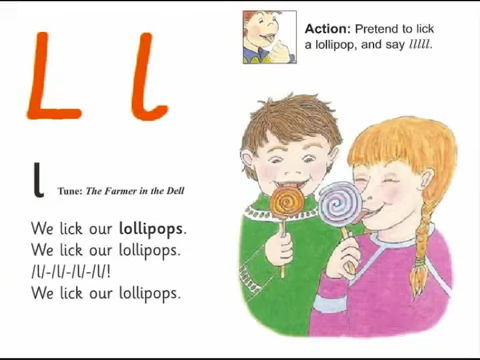 L l
Action: Pretend to lick
a lollipop, and say lllll.
l
Tune: The Farmer in the Dell
We lick our lollipops.
We lick our lollipops.
/l/-/l/-/l/-/l/!
We lick our lollipops.